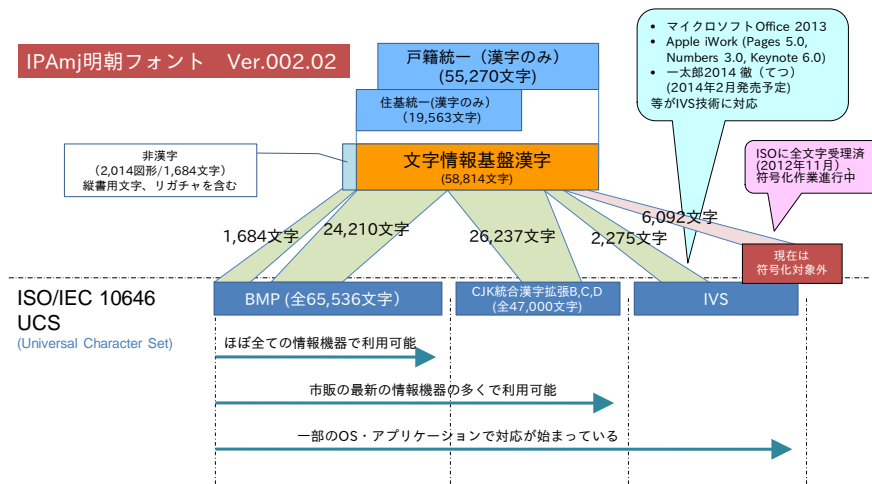 IPAmj明朝フォント　Ver.002.02
戸籍統一（漢字のみ）
(55,270文字)
住基統一(漢字のみ）
（19,563文字）
非漢字
（2,014図形/1,684文字）
縦書用文字、リガチャを含む
文字情報基盤漢字
(58,814文字)
• マイクロソフトOffice 2013
• Apple iWork (Pages 5.0,
Numbers 3.0, Keynote 6.0)
• 一太郎2014 徹（てつ）
(2014年2月発売予定)
等がIVS技術に対応
ISOに全文字受理済
(2012年11月）、
符号化作業進行中
1,684文字
24,210文字
26,237文字
2,275文字
6,092文字
現在は
符号化対象外
ISO/IEC 10646
UCS
(Universal Character Set)
BMP (全65,536文字）
CJK統合漢字拡張B,C,D
(全47,000文字)
IVS
ほぼ全ての情報機器で利用可能
市販の最新の情報機器の多くで利用可能
一部のOS・アプリケーションで対応が始まっている